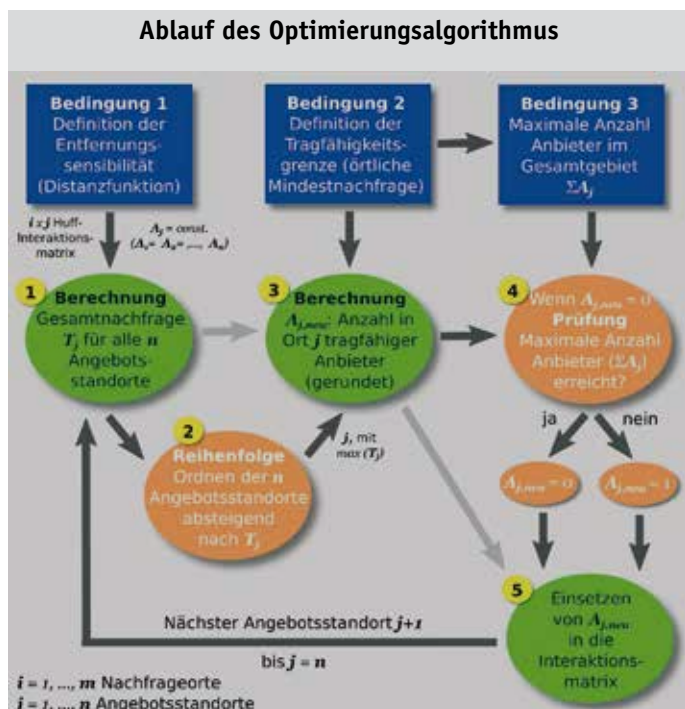 Ablauf des Optimierungsalgorithmus
Bedingung 1
Definition der
Entfernungs-
sensibilität
(Distanzfunktion)
Bedingung 2
Definition der
Tragfähigkeits-
grenze (örtliche
Mindestnachfrage)
Bedingung 3
Maximale Anzahl
Anbieter im
Gesamtgebiet
ΣAj
i x j Huff-
Interaktions-
matrix
Aj = const.
1
Berechnung
Gesamtnachfrage
Tj für alle n
Angebots-
standorte
2
Reihenfolge
Ordnen der n
Angebotsstandorte
absteigend
nach Tj
j, mit
max (Tj)
3
Berechnung
Aj,neu: Anzahl in
Ort j tragfähiger
Anbieter
(gerundet)
4
Wenn Aj,neu = 0
Prüfung
Maximale Anzahl
Anbieter (ΣAj)
erreicht?
ja
nein
Aj,neu = 0
Aj,neu = 1
5
Einsetzen
von Aj,neu
in die
Interaktions-
matrix
Nächster Angebotsstandort j+1
bis j = n
i = 1, ..., m Nachfrageorte
j = 1, ..., n Angebotsstandorte